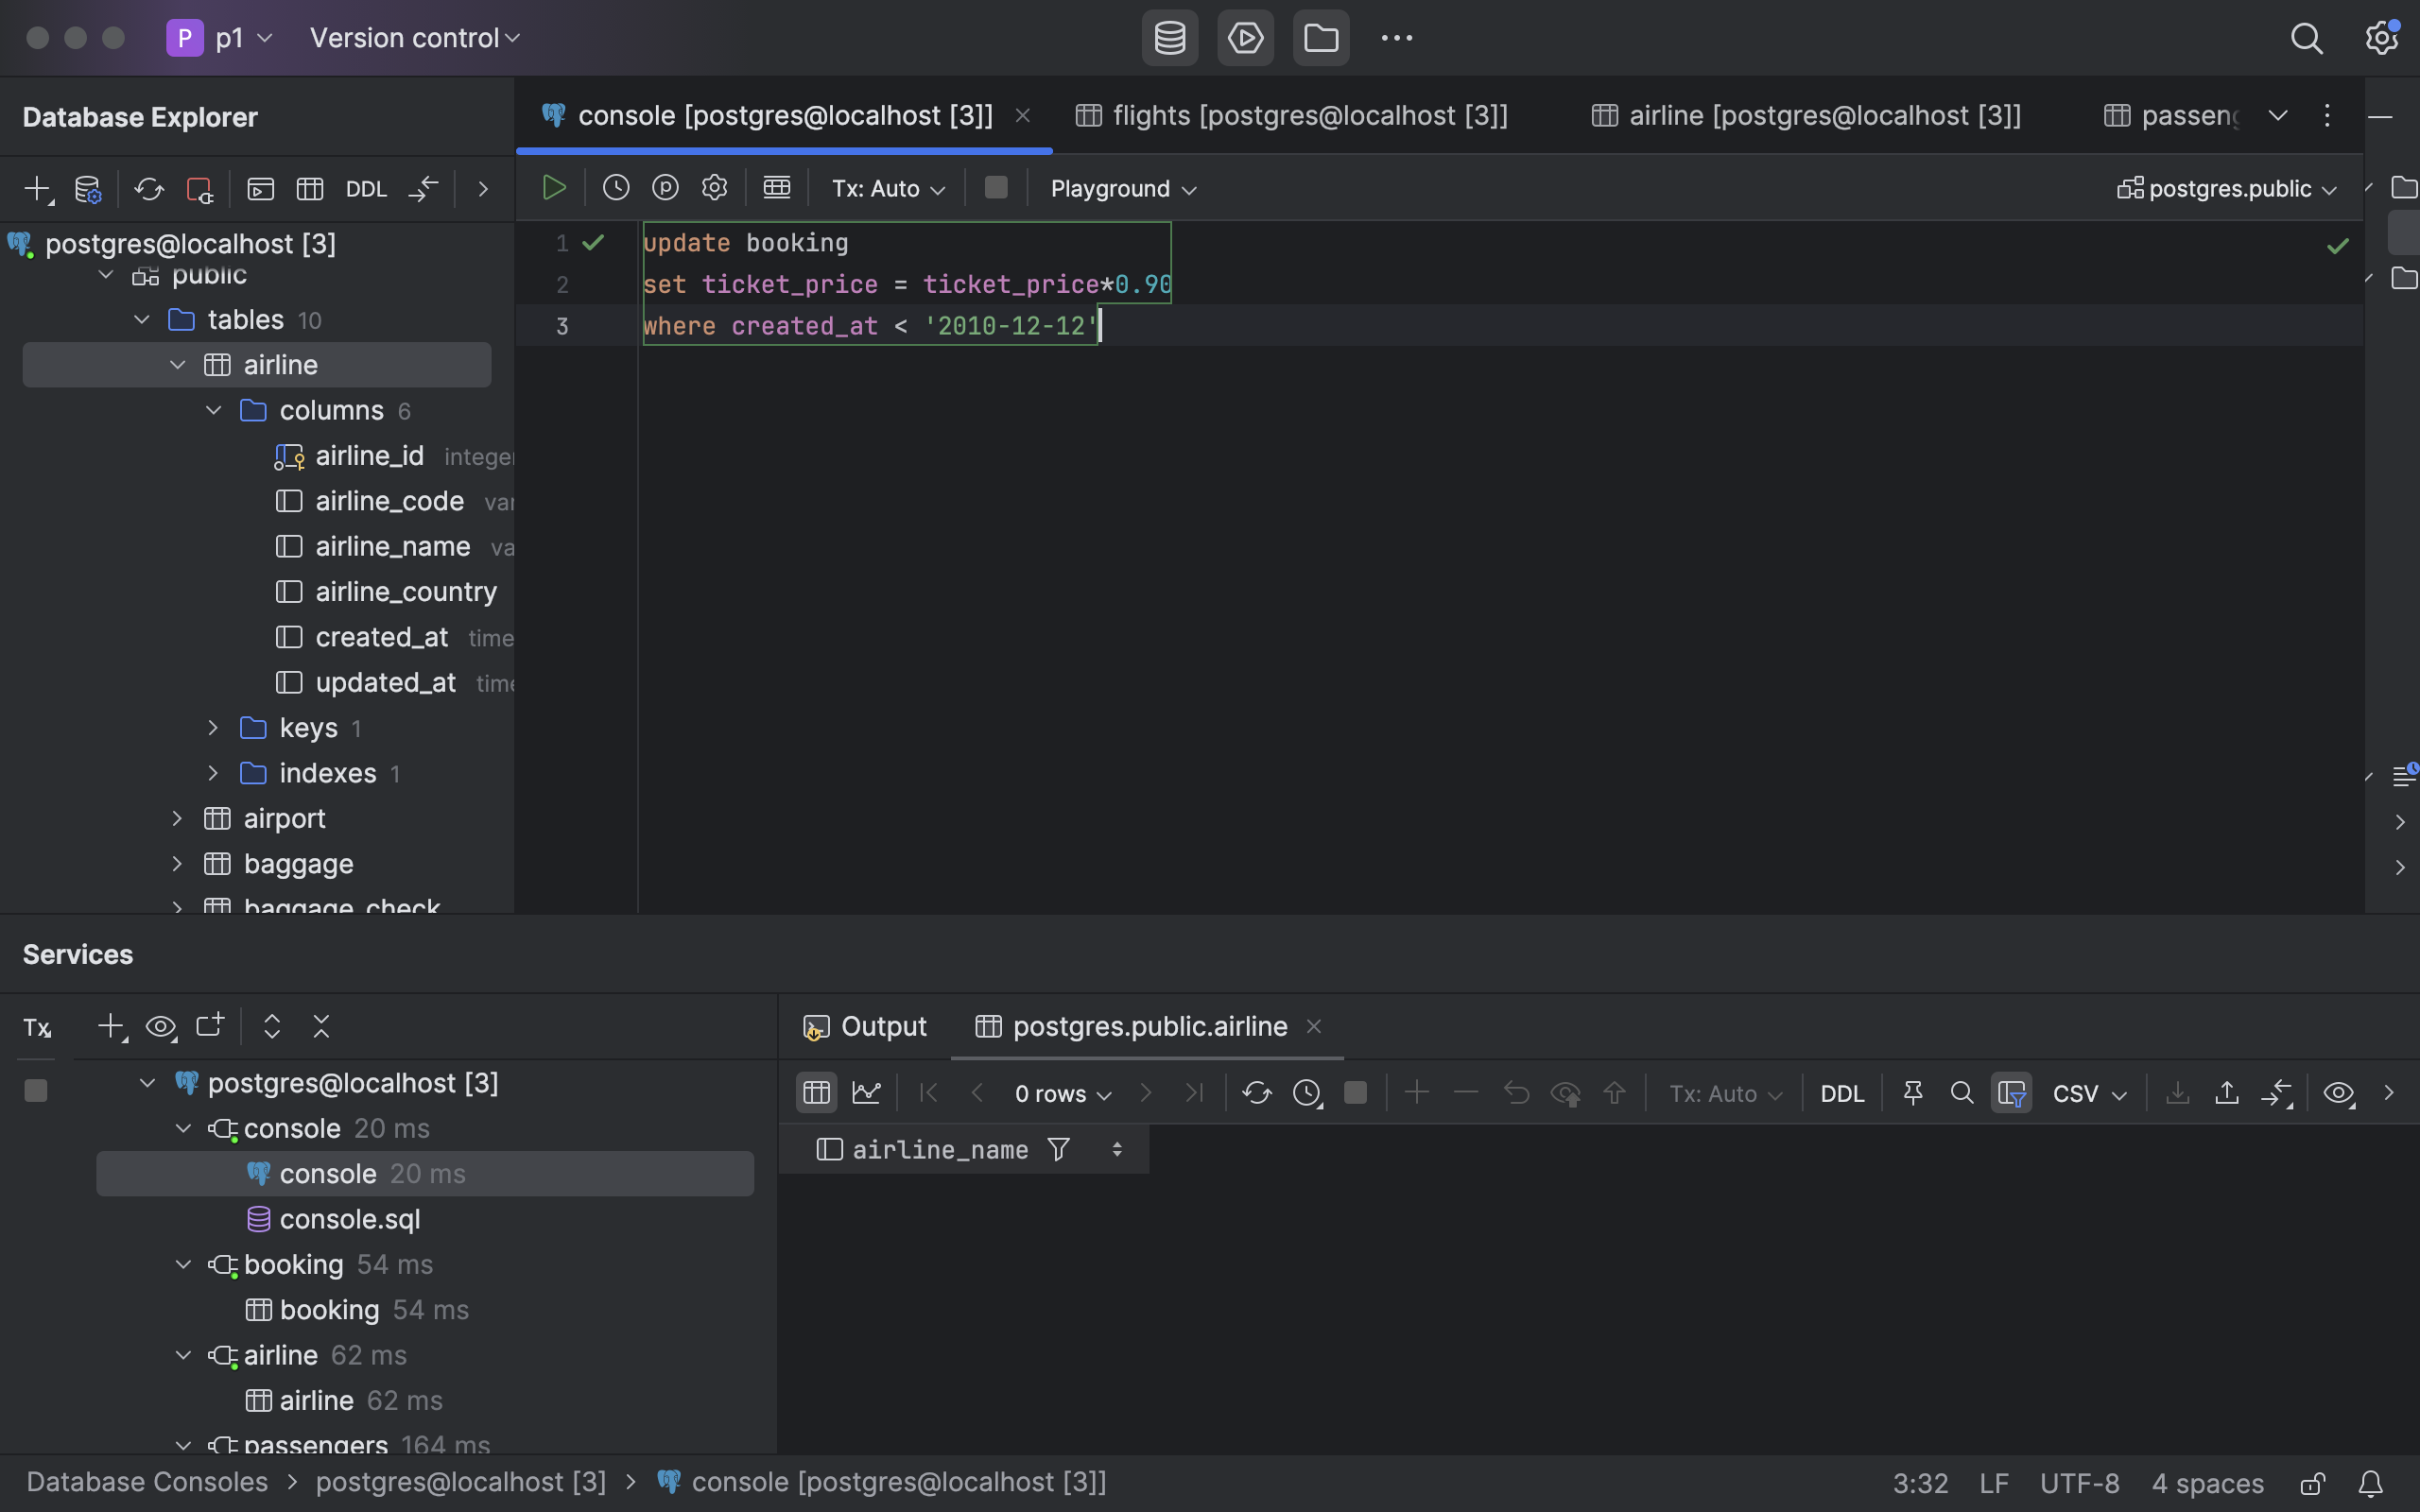 P p1 Version control
Database Explorer
console [postgres@localhost [3]]
flights [postgres@localhost [3]]
airline [postgres@localhost [3]]
DDL
Tx: Auto
Playground
postgres.public
postgres@localhost [3]
public
tables 10
airline
columns 6
airline_id
airline_code
airline_name
airline_country
created_at
updated_at
keys 1
indexes 1
airport
baggage
baggage_check
1 update booking
2 set ticket_price = ticket_price*0.90
3 where created_at < '2010-12-12'
Services
Tx
postgres@localhost [3]
console 20 ms
console 20 ms
console.sql
booking 54 ms
booking 54 ms
airline 62 ms
airline 62 ms
passengers 164 ms
Output postgres.public.airline
0 rows Tx: Auto DDL CSV
airline_name
Database Consoles postgres@localhost [3] console [postgres@localhost [3]]
3:32 LF UTF-8 4 spaces